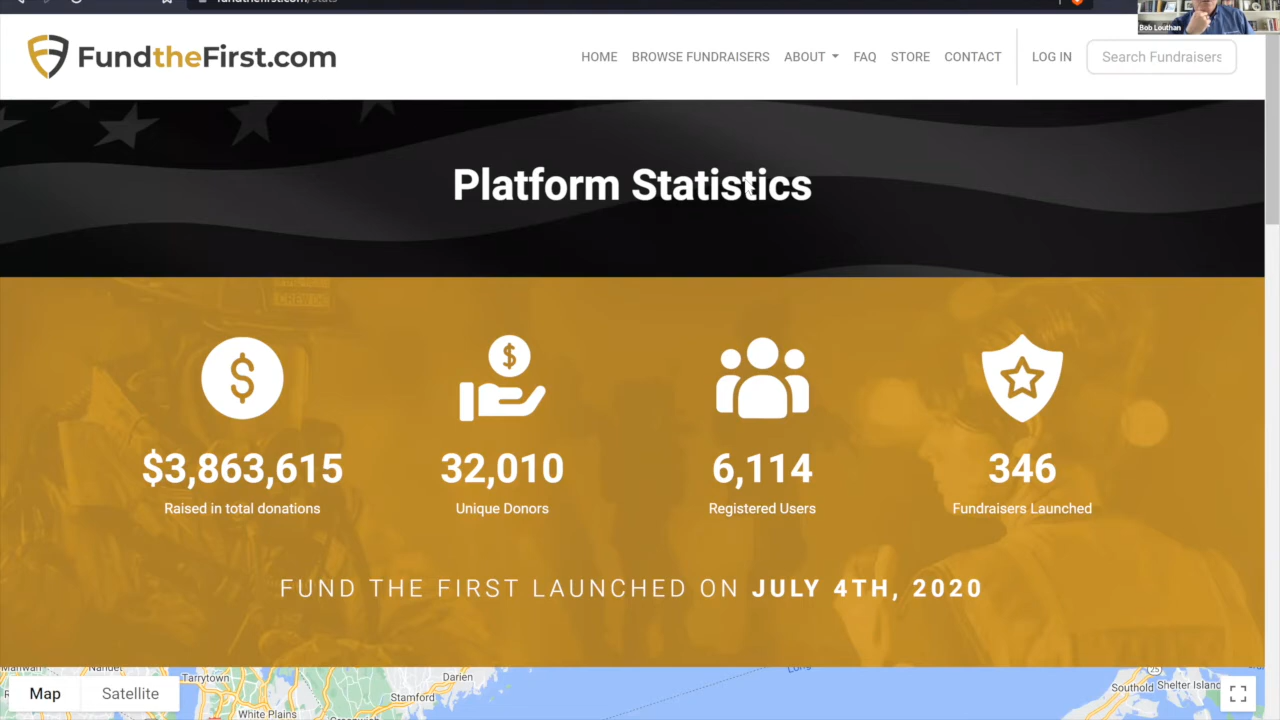 Bob Louthan
FundtheFirst.com
HOME BROWSE FUNDRAISERS ABOUT FAQ STORE CONTACT LOG IN Search Fundraisers
Platform Statistics
$3,863,615 32,010 6,114 346
Raised in total donations Unique Donors Registered Users Fundraisers Launched
FUND THE FIRST LAUNCHED ON JULY 4TH, 2020
Map Satellite
Tarrytown
Darien
Stamford
White Plains
25
Southold Shelter Island